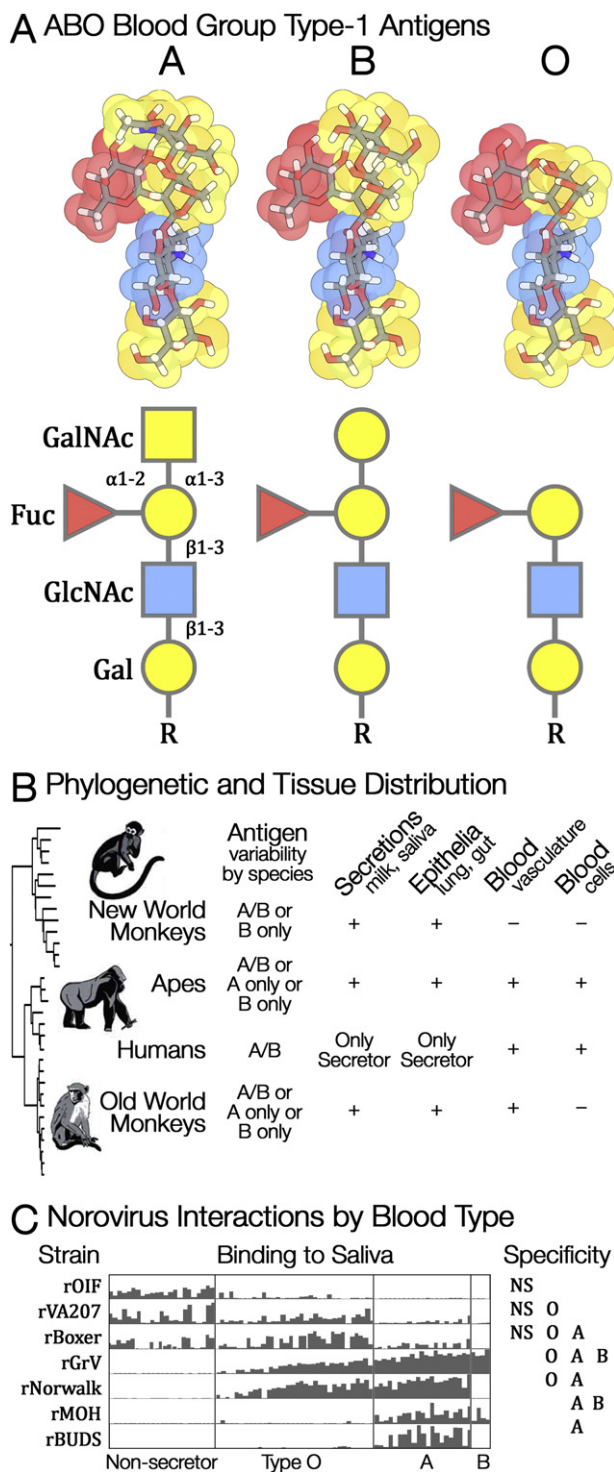 A ABO Blood Group Type-1 Antigens
A B O
GalNAc
α1-2 α1-3
Fuc
β1-3
GlcNAc
β1-3
Gal
R R R
B Phylogenetic and Tissue Distribution
Antigen
variability
by species
Secretions
milk, saliva
Epithelia
lung, gut
Blood
vasculature
Blood
cells
New World
Monkeys
A/B or
B only
+ + − −
Apes
A/B or
A only or
B only
+ + + +
Humans
A/B
Only
Secretor
Only
Secretor
+ +
Old World
Monkeys
A/B or
A only or
B only
+ + + −
C Norovirus Interactions by Blood Type
Strain Binding to Saliva Specificity
rOIF NS
rVA207 NS O
rBoxer NS O A
rGrV O A B
rNorwalk O A
rMOH A B
rBUDS A
Non-secretor Type O A B